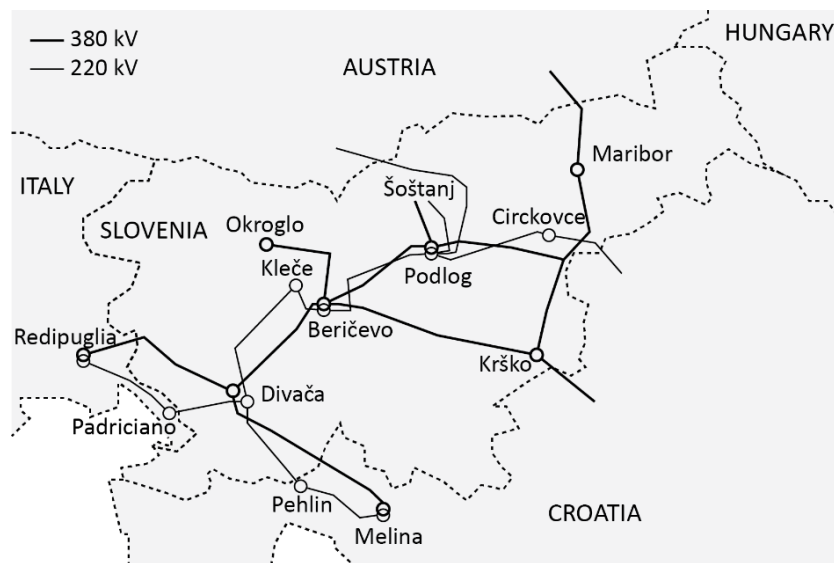 380 kV
220 kV
HUNGARY
AUSTRIA
Maribor
ITALY
Šoštanj
Circkovce
SLOVENIA
Okroglo
Kleče
Podlog
Beričevo
Redipuglia
Krško
Divača
Padriciano
Pehlin
CROATIA
Melina